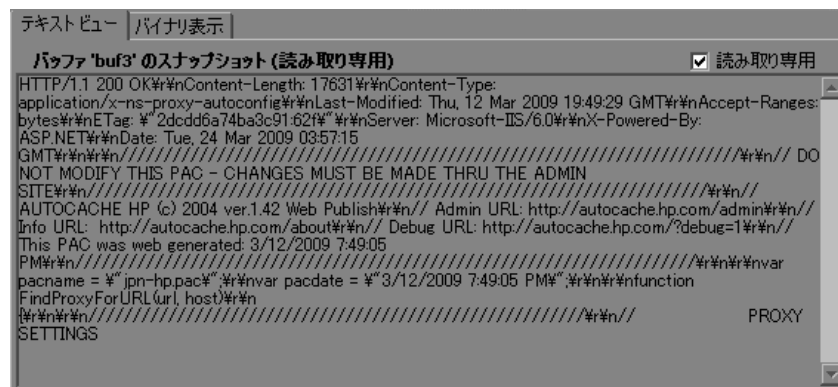 テキスト ビュー バイナリ表示
バッファ 'buf3' のスナップショット (読み取り専用) 読み取り専用
HTTP/1.1 200 OK¥r¥nContent-Length: 17631¥r¥nContent-Type:
application/x-ns-proxy-autoconfig¥r¥nLast-Modified: Thu, 12 Mar 2009 19:49:29 GMT¥r¥nAccept-Ranges:
bytes¥r¥nETag: ¥"2dcdd6a74ba3c91:62f¥"¥r¥nServer: Microsoft-IIS/6.0¥r¥nX-Powered-By:
ASP.NET¥r¥nDate: Tue, 24 Mar 2009 03:57:15
GMT¥r¥n¥r¥n///////////////////////////////////////////////////////////////////////////¥r¥n// DO
NOT MODIFY THIS PAC - CHANGES MUST BE MADE THRU THE ADMIN
SITE¥r¥n///////////////////////////////////////////////////////////////////////////¥r¥n//
AUTOCACHE HP (c) 2004 ver.1.42 Web Publish¥r¥n// Admin URL: http://autocache.hp.com/admin¥r¥n//
Info URL: http://autocache.hp.com/about¥r¥n// Debug URL: http://autocache.hp.com/?debug=1¥r¥n//
This PAC was web generated: 3/12/2009 7:49:05
PM¥r¥n///////////////////////////////////////////////////////////////////////////¥r¥n¥r¥nvar
pacname = ¥"jpn-hp.pac¥";¥r¥nvar pacdate = ¥"3/12/2009 7:49:05 PM¥";¥r¥n¥r¥nfunction
FindProxyForURL(url, host)¥r¥n
{¥r¥n¥r¥n////////////////////////////////////////////////////////////¥r¥n// PROXY
SETTINGS